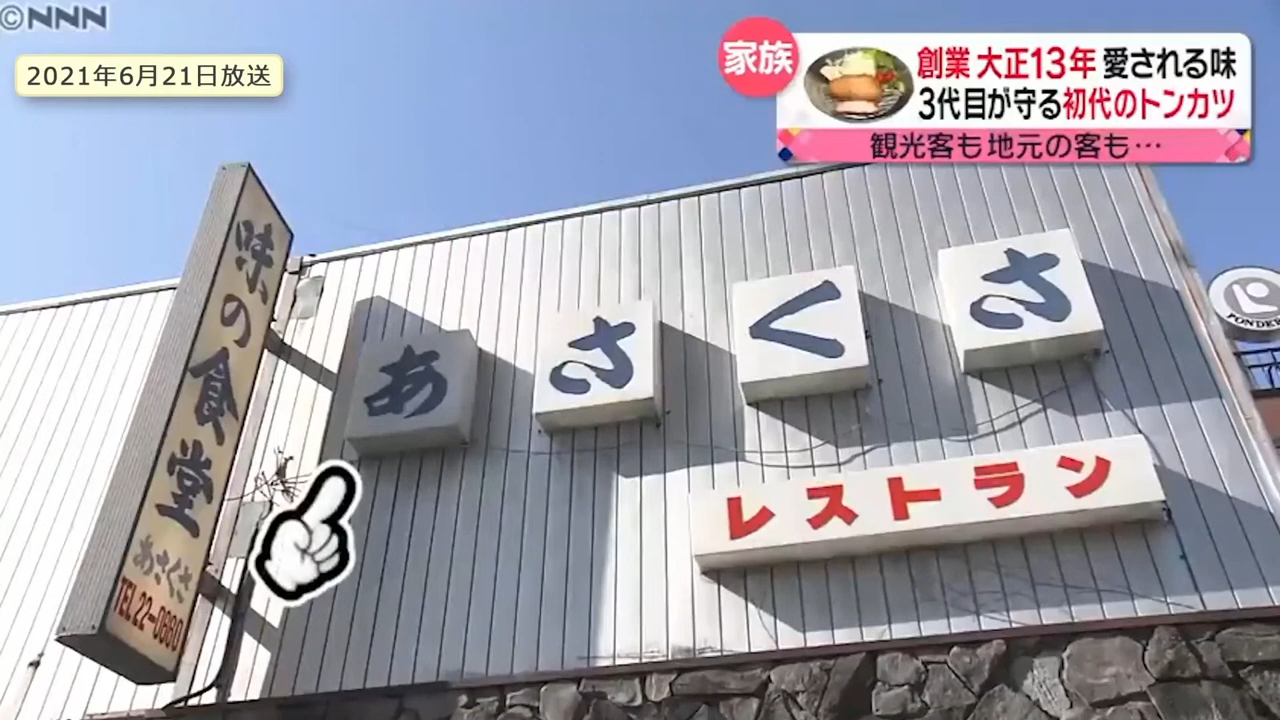 ©NNN
2021年6月21日放送
家族
創業 大正13年 愛される味
3代目が守る初代のトンカツ
観光客も地元の客も…
味の食堂
あさくさ
TEL 22-0660
あさくさ
レストラン